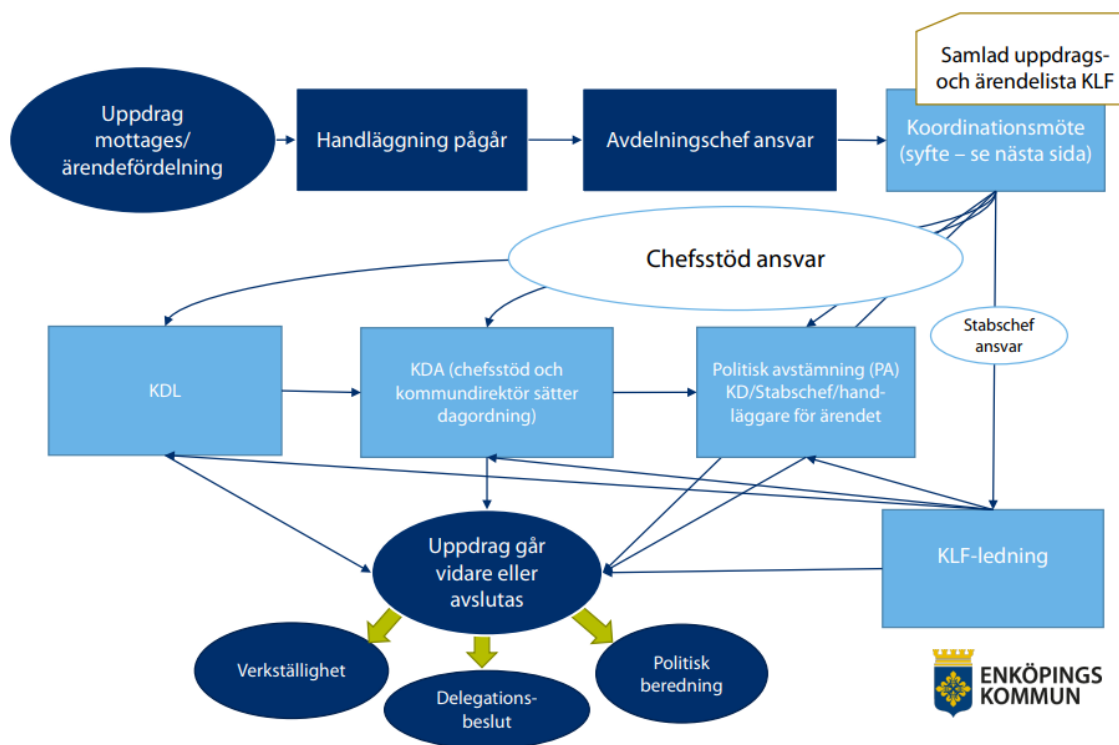 Samlad uppdrags-
och ärendelista KLF
Uppdrag
mottages/
ärendefördelning
Handläggning pågår
Avdelningschef ansvar
Koordinationsmöte
(syfte – se nästa sida)
Chefsstöd ansvar
Stabschef
ansvar
KDL
KDA (chefsstöd och
kommundirektör sätter
dagordning)
Politisk avstämning (PA)
KD/Stabschef/hand-
läggare för ärendet
Uppdrag går
vidare eller
avslutas
KLF-ledning
Verkställighet
Delegations-
beslut
Politisk
beredning
ENKÖPINGS
KOMMUN